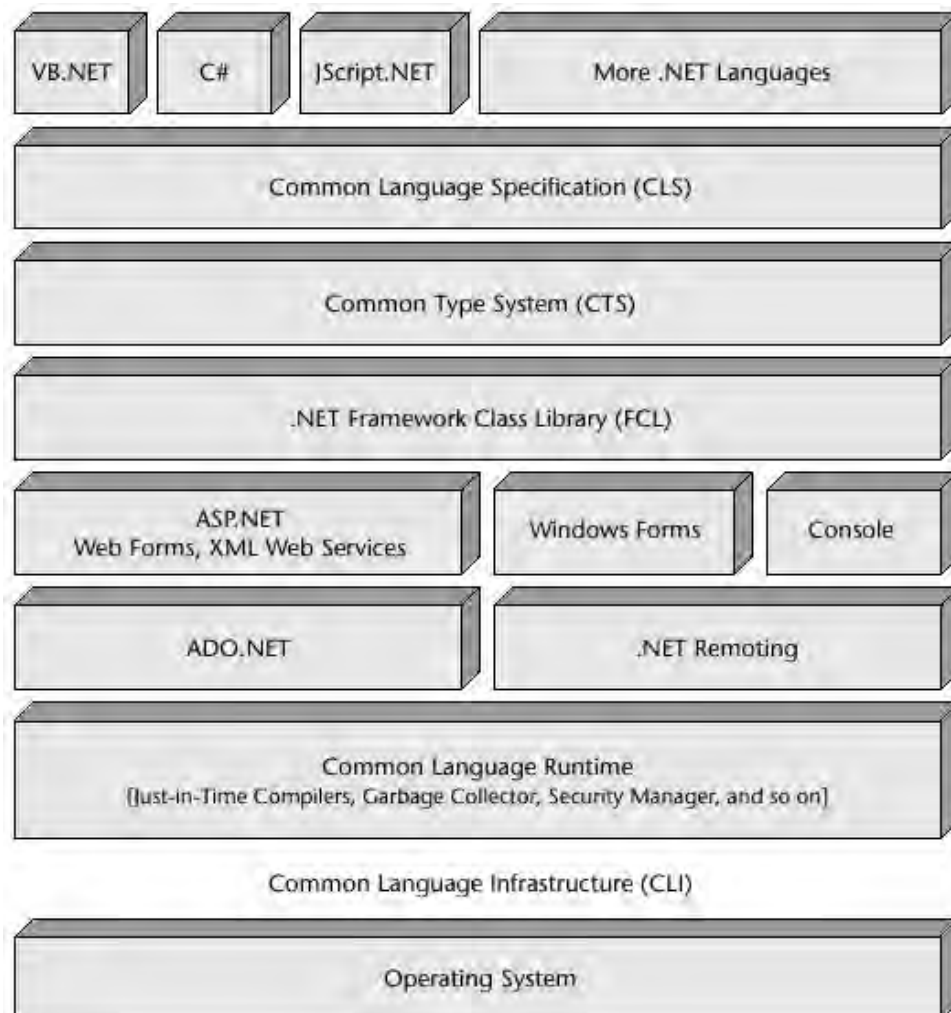 VB.NET
C#
JScript.NET
More .NET Languages
Common Language Specification (CLS)
Common Type System (CTS)
.NET Framework Class Library (FCL)
ASP.NET
Web Forms, XML Web Services
Windows Forms
Console
ADO.NET
.NET Remoting
Common Language Runtime
[Just-in-Time Compilers, Garbage Collector, Security Manager, and so on]
Common Language Infrastructure (CLI)
Operating System